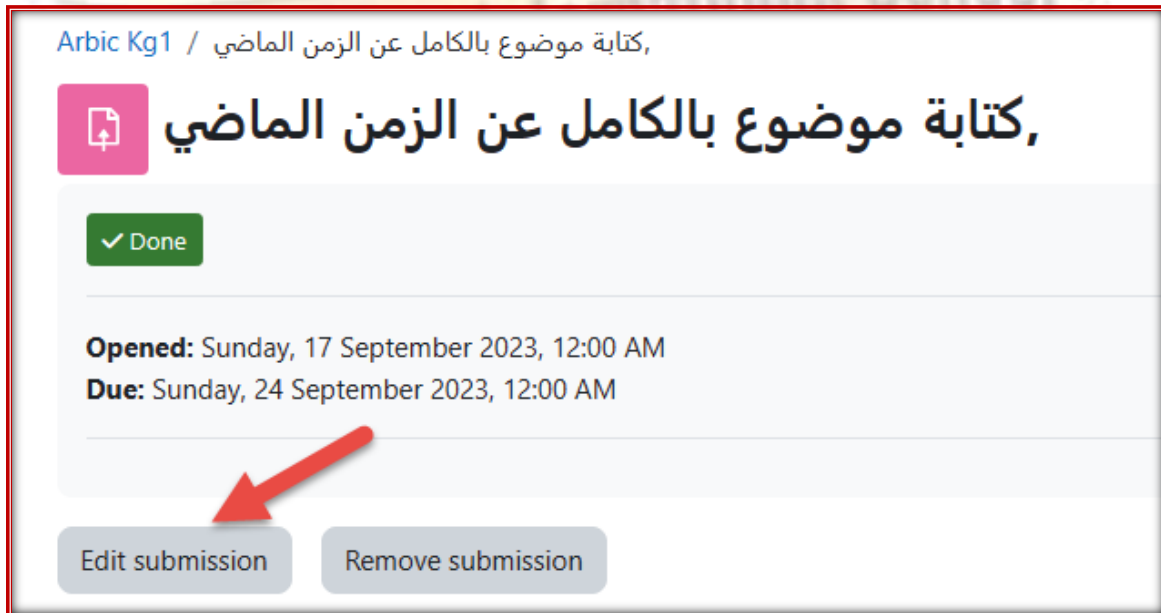 Arbic Kg1 / كتابة موضوع بالكامل عن الزمن الماضي,
كتابة موضوع بالكامل عن الزمن الماضي,
Done
Opened: Sunday, 17 September 2023, 12:00 AM
Due: Sunday, 24 September 2023, 12:00 AM
Edit submission
Remove submission